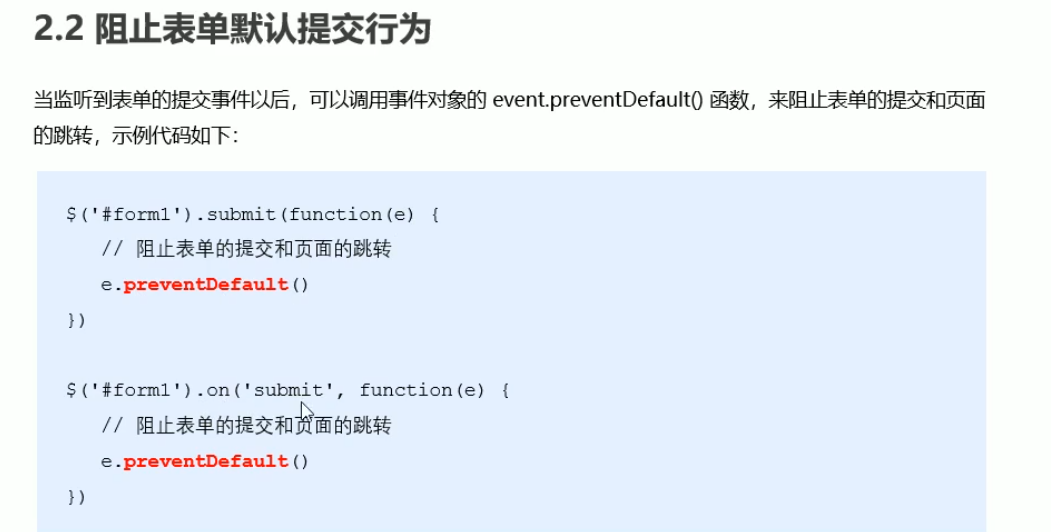 2.2 阻止表单默认提交行为
当监听到表单的提交事件以后，可以调用事件对象的 event.preventDefault() 函数，来阻止表单的提交和页面
的跳转，示例代码如下：
$('#form1').submit(function(e) {
// 阻止表单的提交和页面的跳转
e.preventDefault()
})
$('#form1').on('submit', function(e) {
// 阻止表单的提交和页面的跳转
e.preventDefault()
})